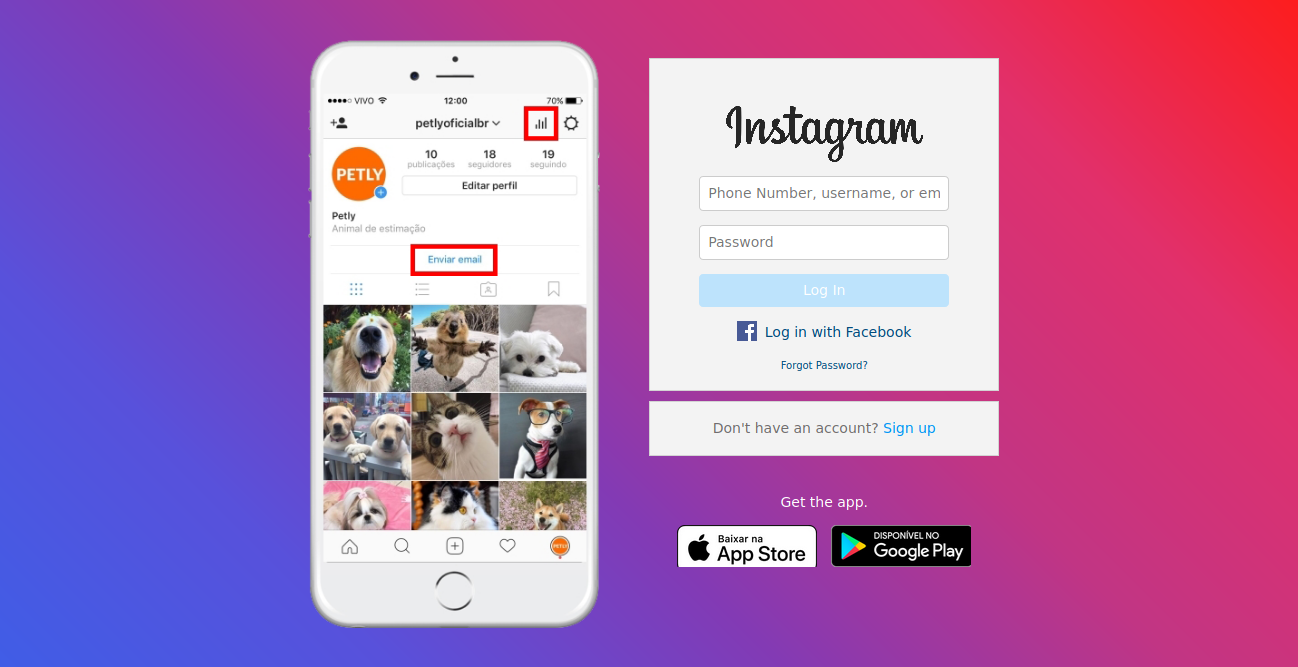 VIVO 12:00 70%
petlyoficialbr
10 18 19
publicações seguidores seguindo
PETLY
Editar perfil
Petly
Animal de estimação
Enviar email
PETLY
Instagram
Phone Number, username, or em
Password
Log In
Log in with Facebook
Forgot Password?
Don't have an account? Sign up
Get the app.
Baixar na
App Store
DISPONÍVEL NO
Google Play